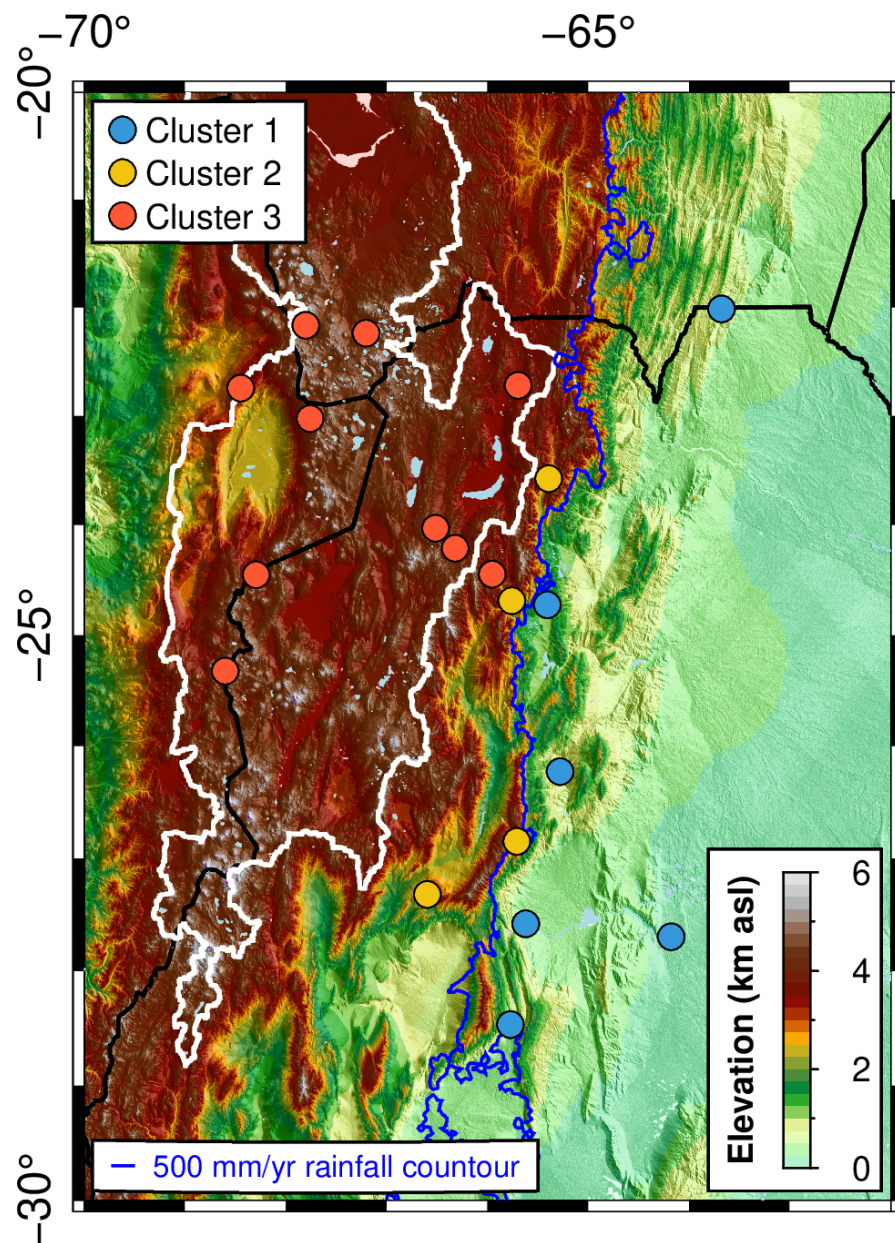 -70°
-65°
-20°
Cluster 1
Cluster 2
Cluster 3
-25°
Elevation (km asl)
6
4
2
0
500 mm/yr rainfall countour
-30°